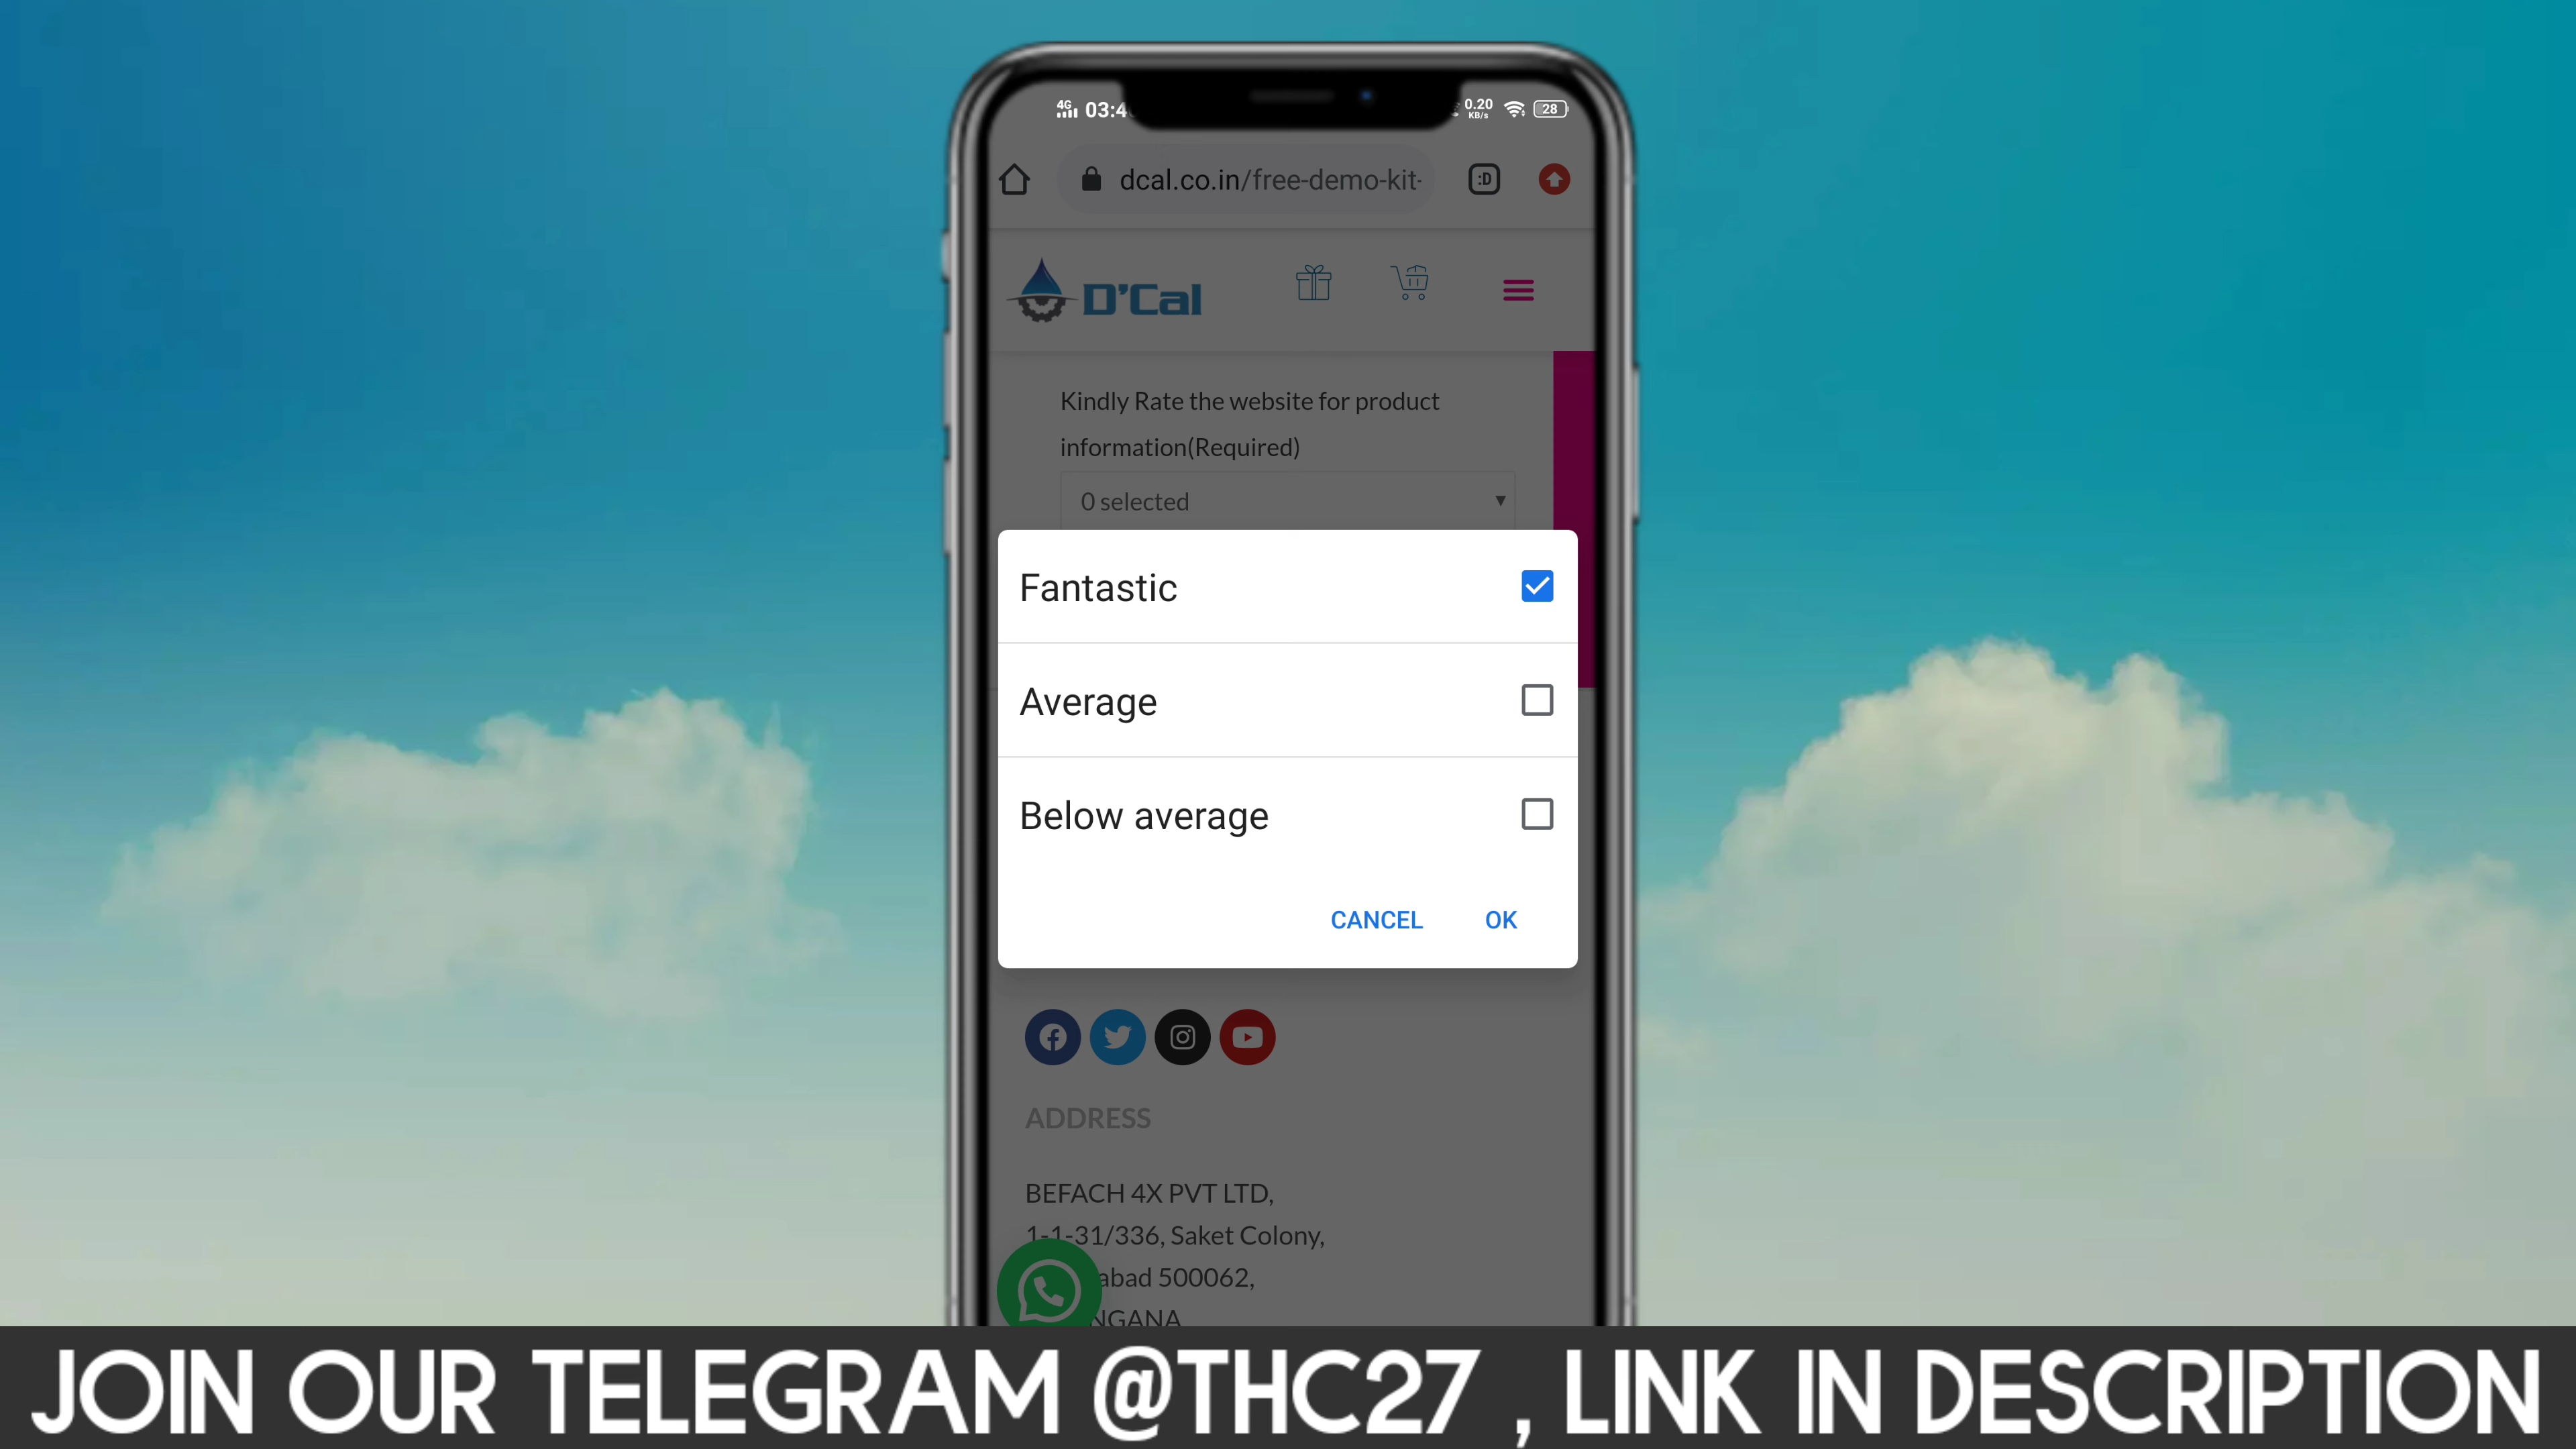 4G 03:4
0.20
KB/s
28
dcal.co.in/free-demo-kit-
:D
D'Cal
Kindly Rate the website for product
information(Required)
0 selected
Fantastic
Average
Below average
CANCEL OK
ADDRESS
BEFACH 4X PVT LTD,
1-1-31/336, Saket Colony,
abad 500062,
NGANA
JOIN OUR TELEGRAM @THC27 , LINK IN DESCRIPTION